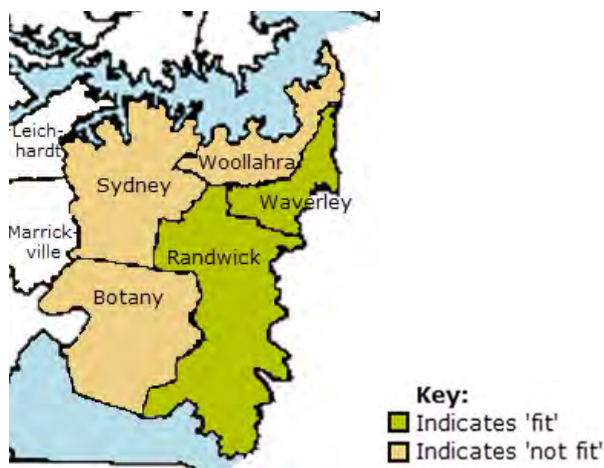 Leich-
hardt
Woollahra
Sydney
Waverley
Marrick-
ville
Randwick
Botany
Key:
Indicates 'fit'
Indicates 'not fit'